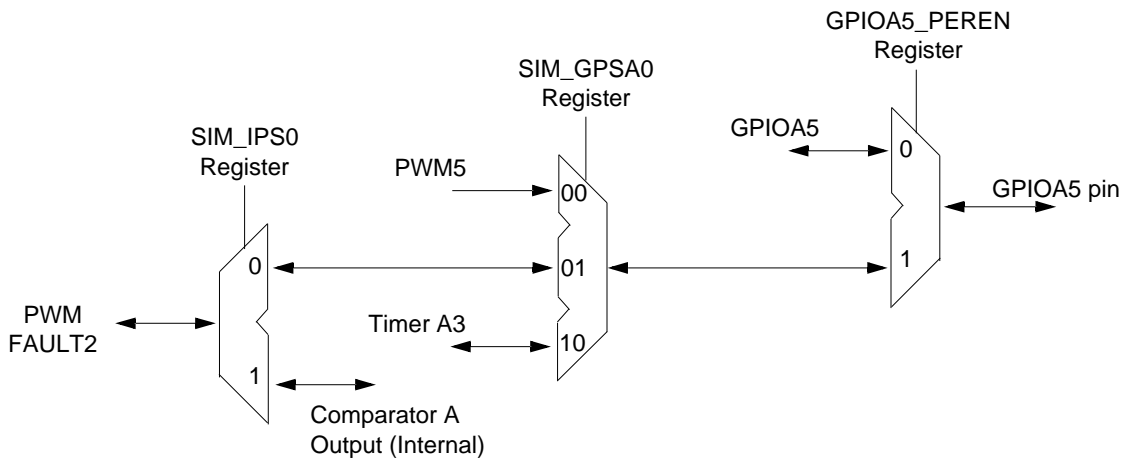 GPIOA5_PEREN
Register
SIM_GPSA0
Register
SIM_IPS0
Register
GPIOA5
0
PWM5
00
GPIOA5 pin
0
01
1
PWM
FAULT2
Timer A3
10
1
Comparator A
Output (Internal)